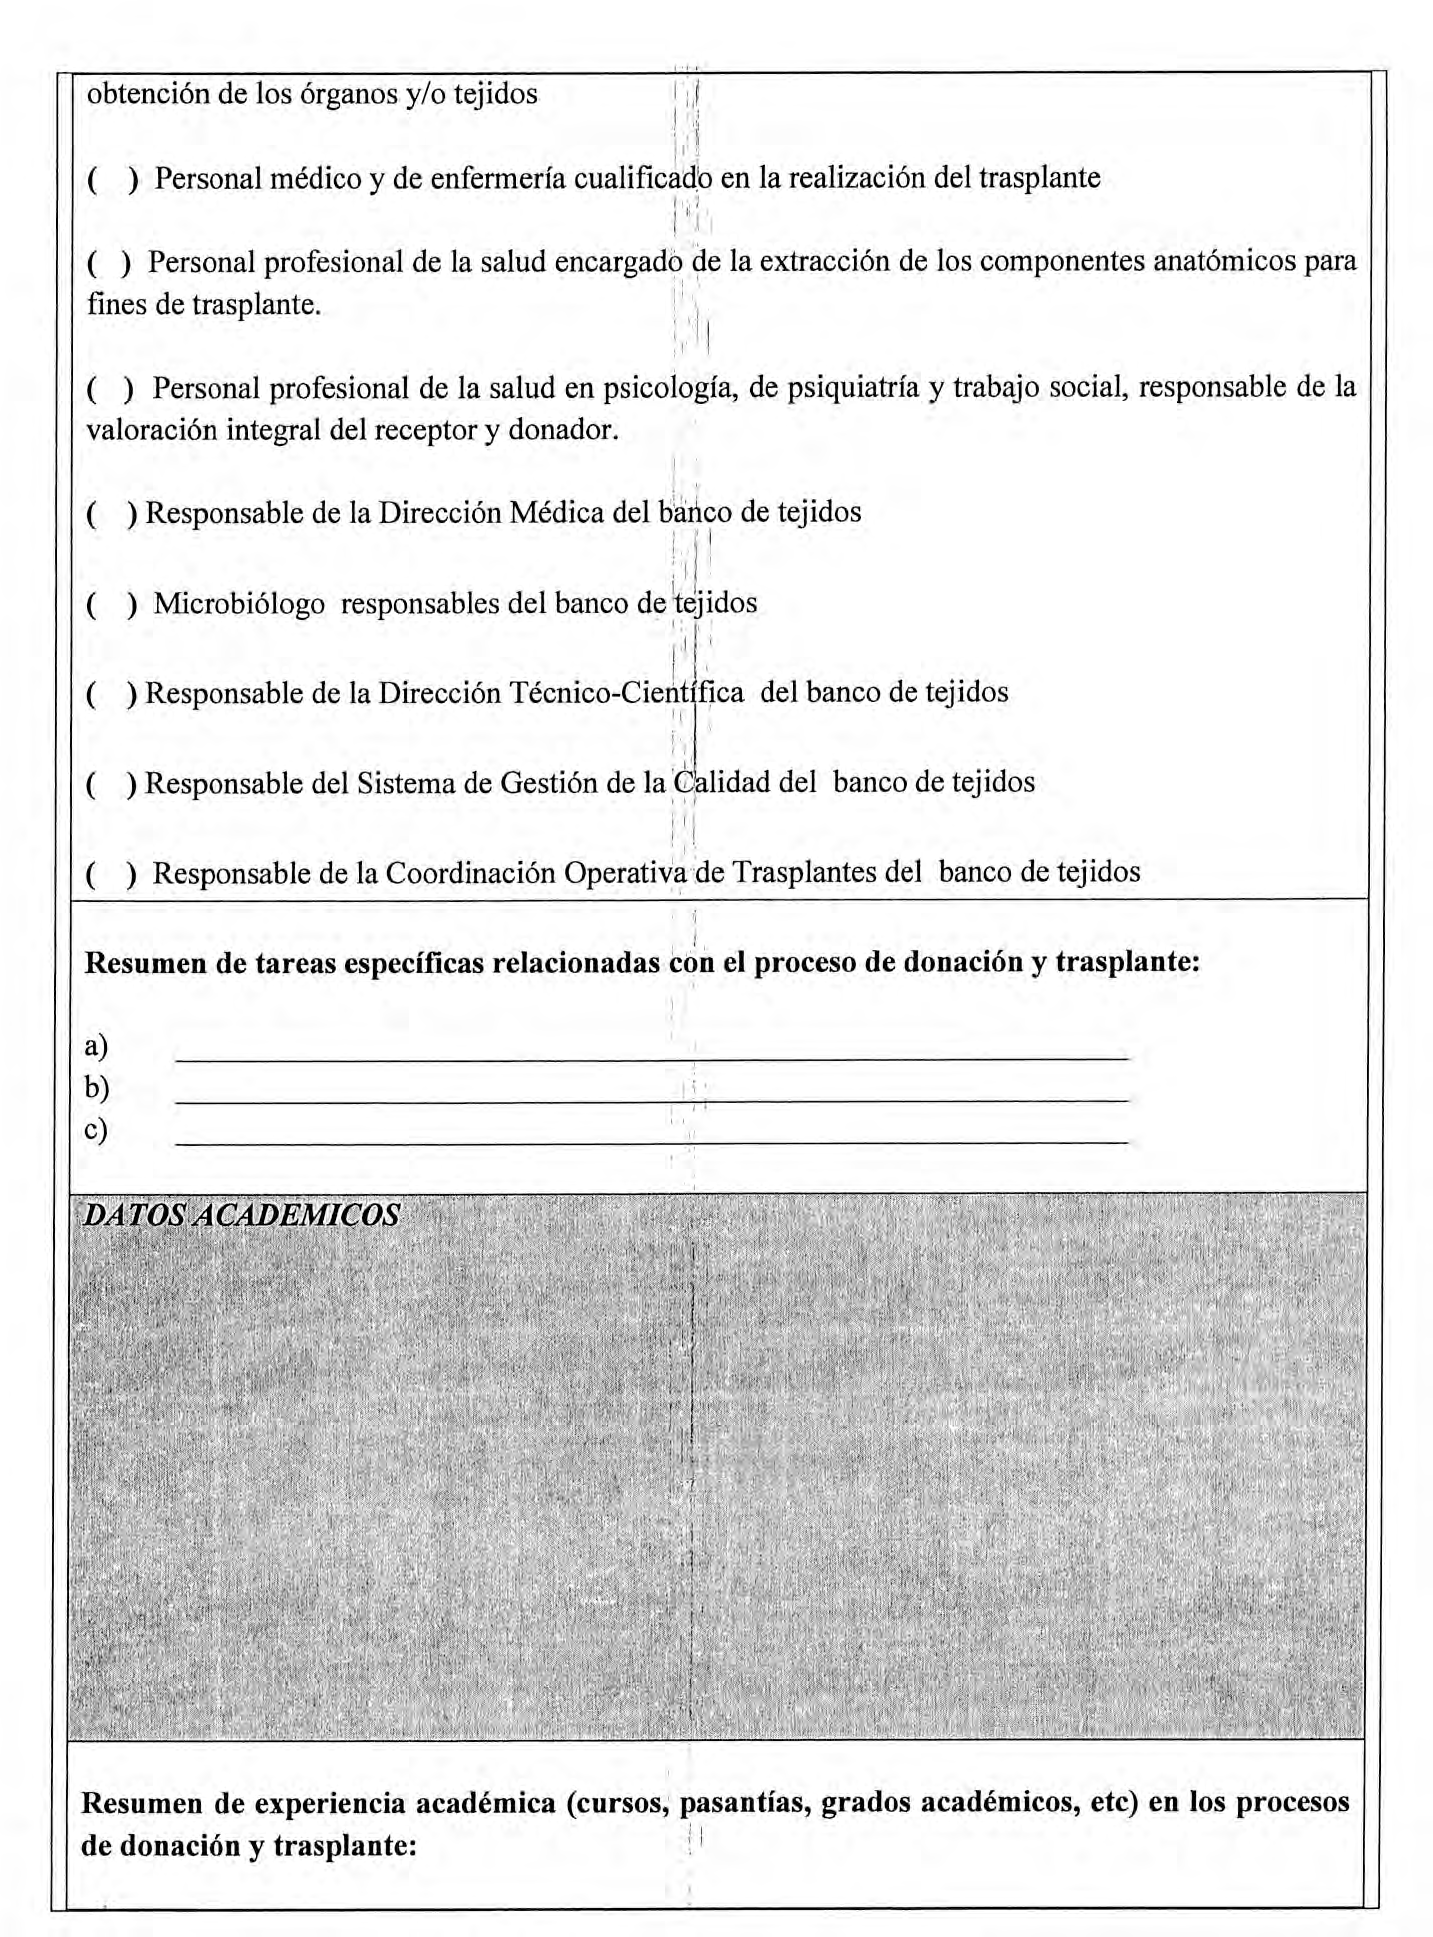 obtención de los órganos y/o tejidos
( ) Personal médico y de enfermería cualificado en la realización del trasplante
( ) Personal profesional de la salud encargado de la extracción de los componentes anatómicos para
fines de trasplante.
( ) Personal profesional de la salud en psicología, de psiquiatría y trabajo social, responsable de la
valoración integral del receptor y donador.
( ) Responsable de la Dirección Médica del banco de tejidos
( ) Microbiólogo responsables del banco de tejidos
( ) Responsable de la Dirección Técnico-Científica del banco de tejidos
( ) Responsable del Sistema de Gestión de la Calidad del banco de tejidos
( ) Responsable de la Coordinación Operativa de Trasplantes del banco de tejidos
Resumen de tareas específicas relacionadas con el proceso de donación y trasplante:
a)
b)
c)
DATOS ACADEMICOS
Resumen de experiencia académica (cursos, pasantías, grados académicos, etc) en los procesos
de donación y trasplante: